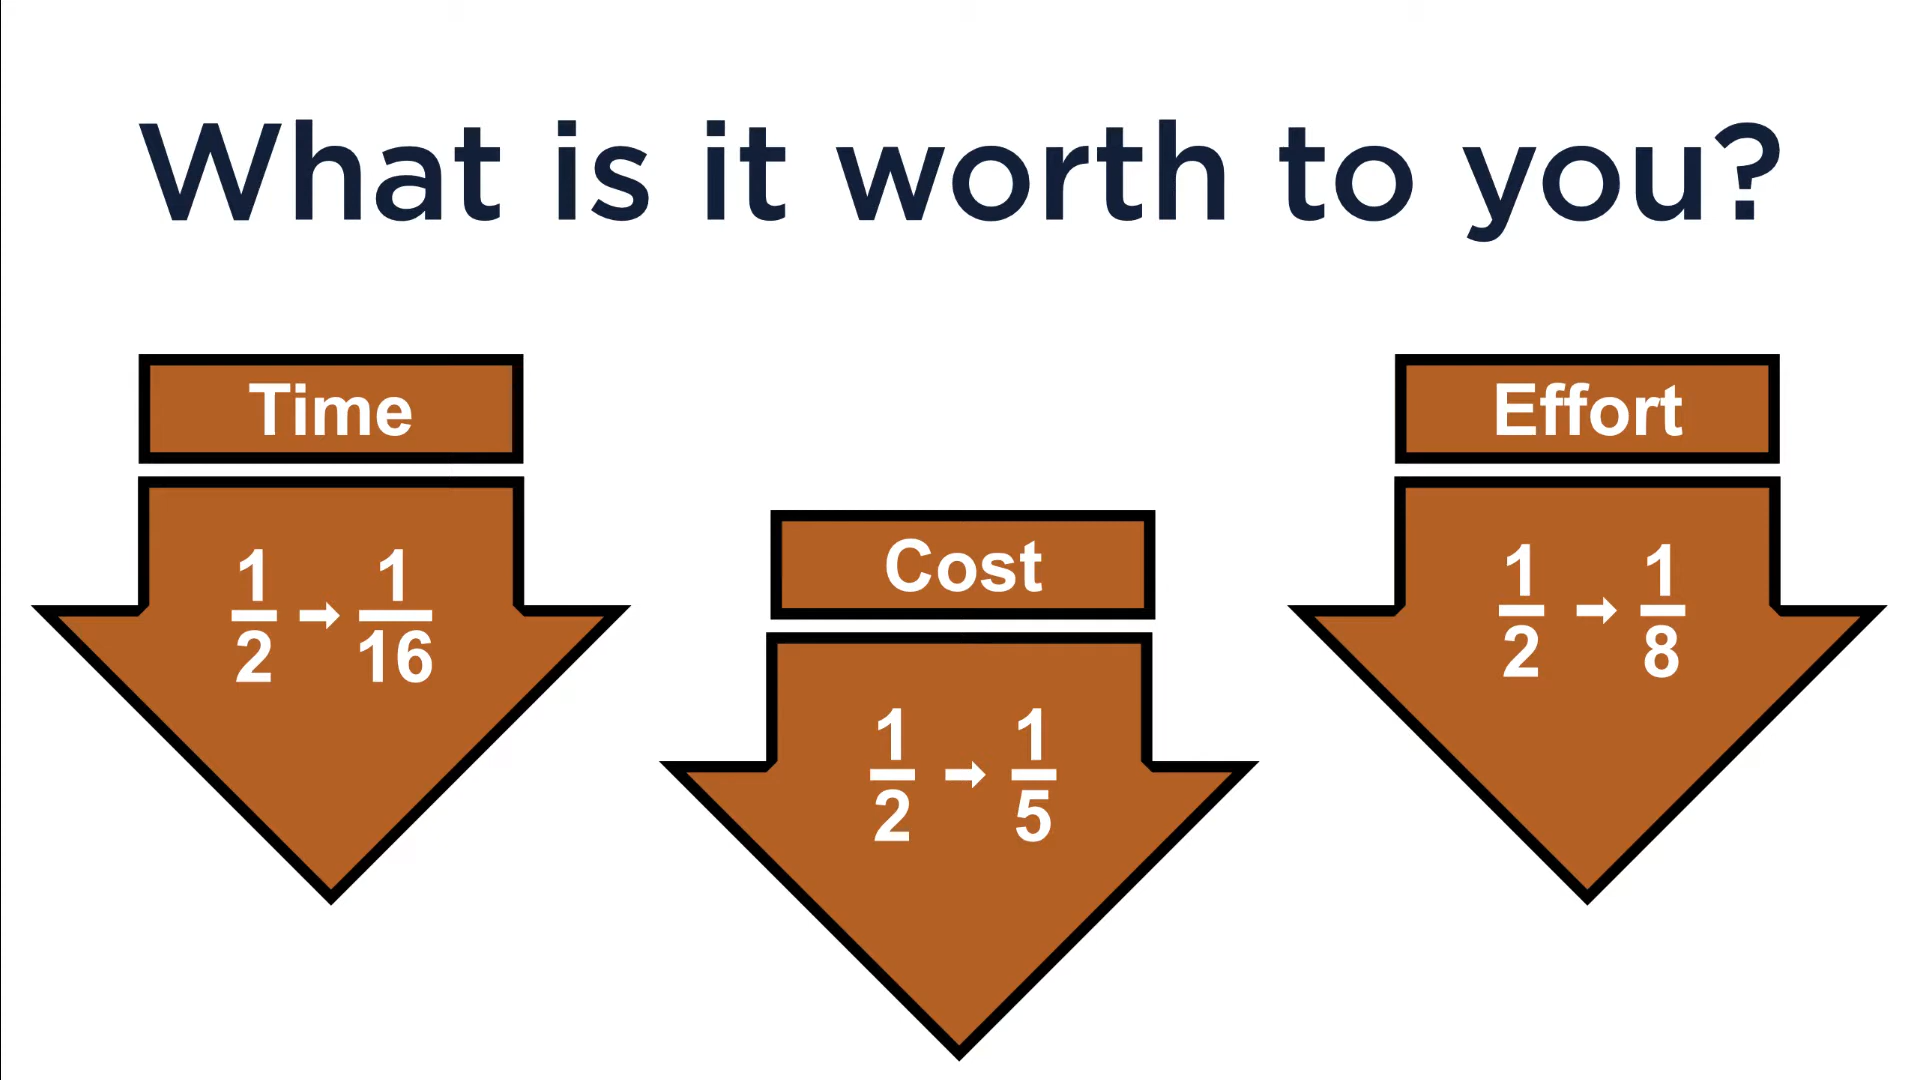 What is it worth to you?
Time
1/2 → 1/16
Cost
1/2 → 1/5
Effort
1/2 → 1/8